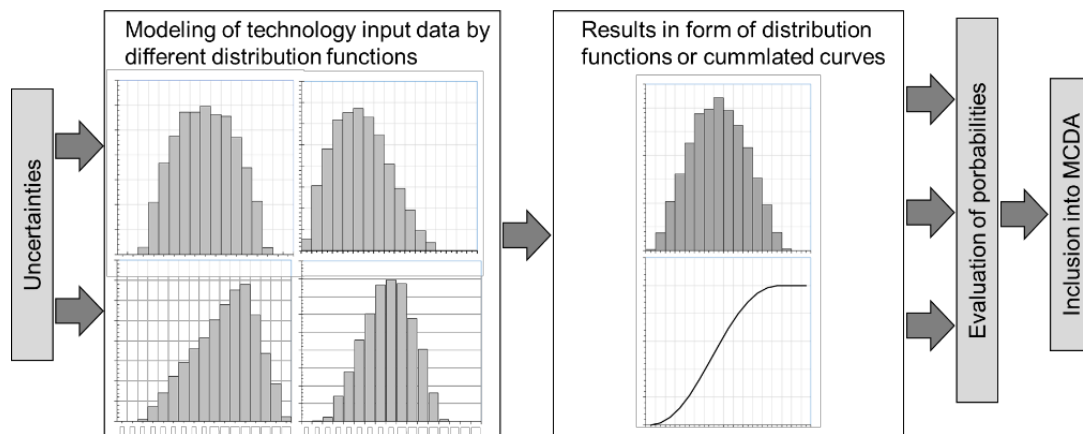 Uncertainties
Modeling of technology input data by
different distribution functions
Results in form of distribution
functions or cummlated curves
Evaluation of porbabilities
Inclusion into MCDA